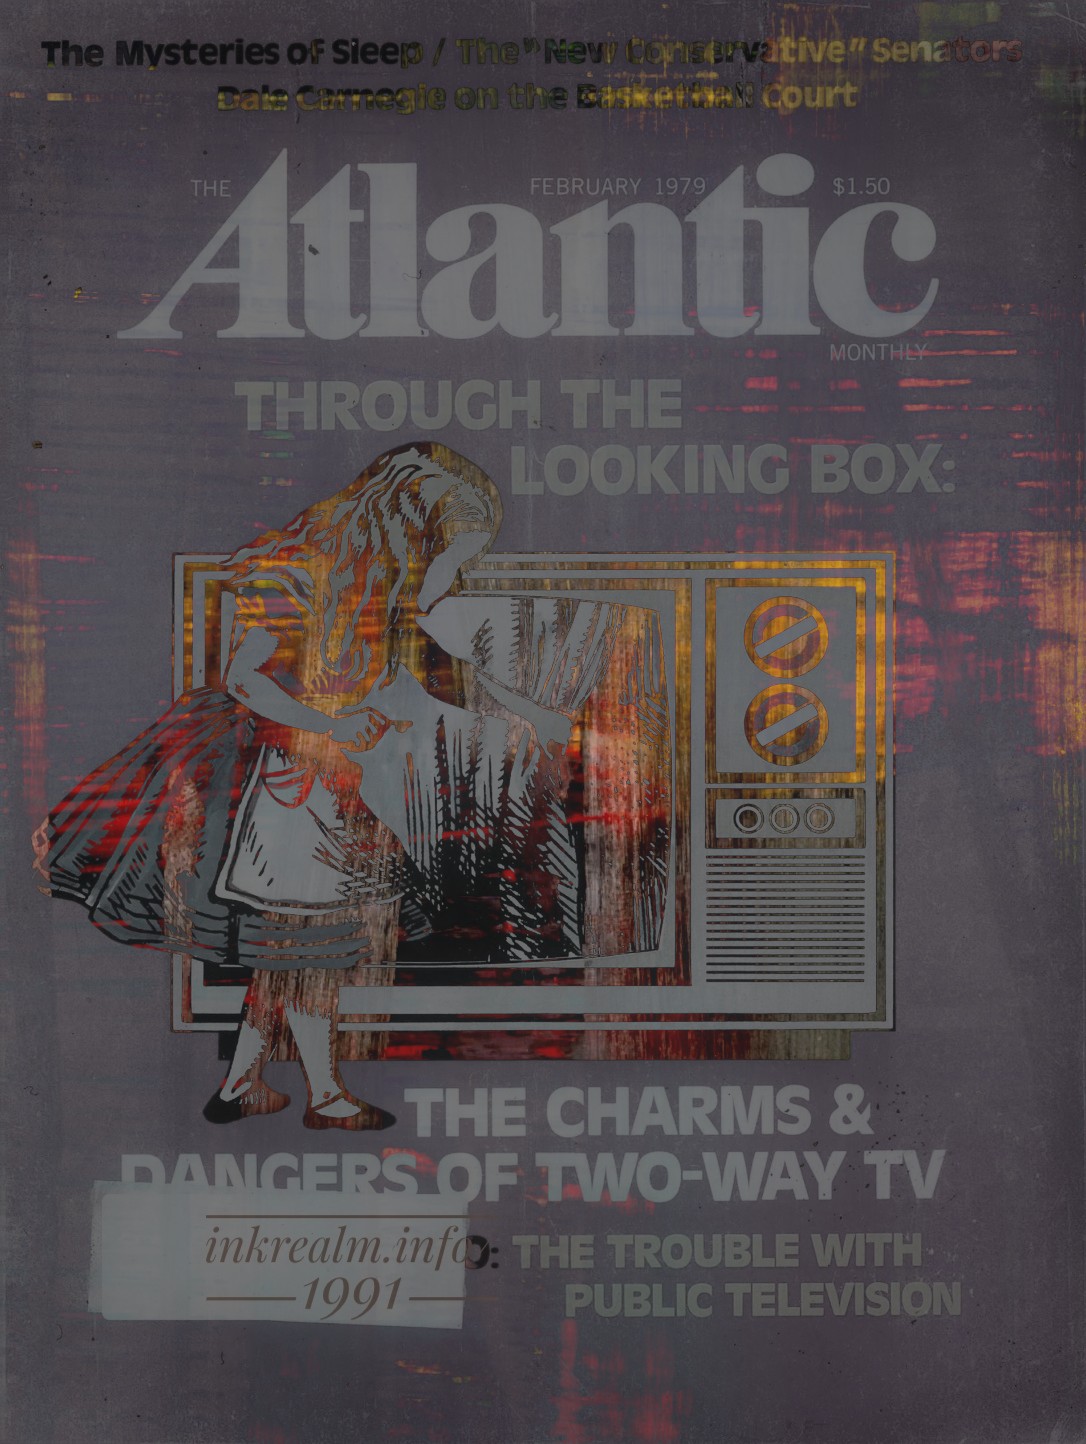 The Mysteries of Sleep / The "New Conservative" Senators
Dale Carnegie on the Basketball Court
THE FEBRUARY 1979 $1.50
Atlantic
MONTHLY
THROUGH THE
LOOKING BOX:
THE CHARMS &
DANGERS OF TWO-WAY TV
inkrealm.info
1991
THE TROUBLE WITH
PUBLIC TELEVISION